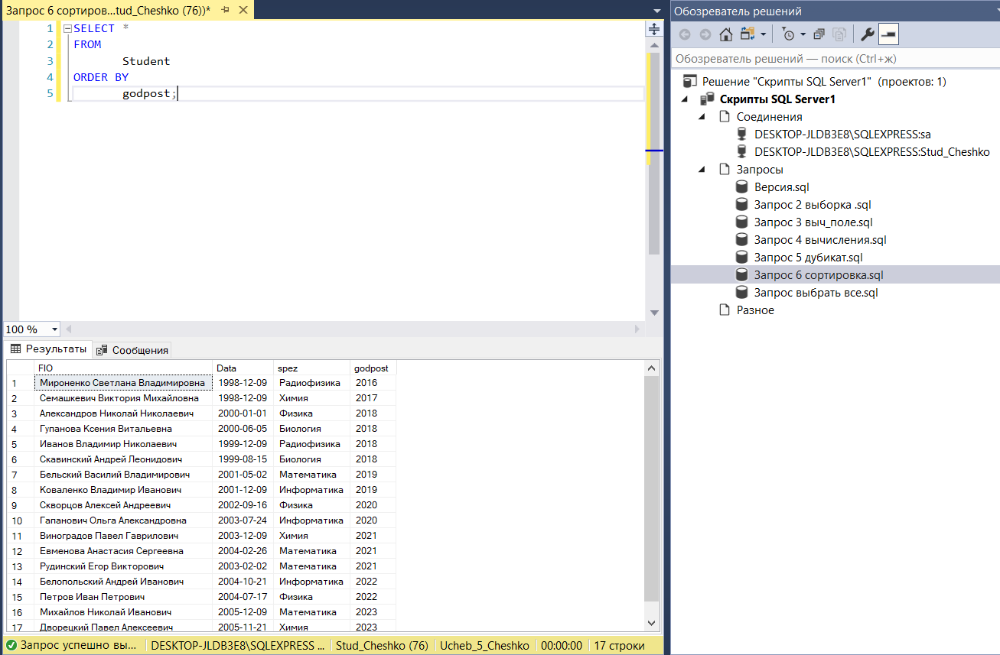 Запрос 6 сортиров...tud_Cheshko (76))*
1 SELECT *
2 FROM
3 Student
4 ORDER BY
5 godpost;
100 %
Результаты Сообщения
FIO Data spez godpost
1 Мироненко Светлана Владимировна 1998-12-09 Радиофизика 2016
2 Семашкевич Виктория Михайловна 1998-12-09 Химия 2017
3 Александров Николай Николаевич 2000-01-01 Физика 2018
4 Гупанова Ксения Витальевна 2000-06-05 Биология 2018
5 Иванов Владимир Николаевич 1999-12-09 Радиофизика 2018
6 Скавинский Андрей Леонидович 1999-08-15 Биология 2018
7 Бельский Василий Владимирович 2001-05-02 Математика 2019
8 Коваленко Владимир Иванович 2001-12-09 Информатика 2019
9 Скворцов Алексей Андреевич 2002-09-16 Физика 2020
10 Гапанович Ольга Александровна 2003-07-24 Информатика 2020
11 Виноградов Павел Гаврилович 2003-12-09 Химия 2021
12 Евменова Анастасия Сергеевна 2004-02-26 Математика 2021
13 Рудинский Егор Викторович 2003-02-02 Математика 2021
14 Белопольский Андрей Иванович 2004-10-21 Информатика 2022
15 Петров Иван Петрович 2004-07-17 Физика 2022
16 Михайлов Николай Иванович 2005-12-09 Математика 2023
17 Дворецкий Павел Алексеевич 2005-11-21 Химия 2023
Запрос успешно вы... DESKTOP-JLDB3E8\SQLEXPRESS ... Stud_Cheshko (76) Ucheb_5_Cheshko 00:00:00 17 строки
Обозреватель решений
Обозреватель решений — поиск (Ctrl+ж)
Решение "Скрипты SQL Server1" (проектов: 1)
Скрипты SQL Server1
Соединения
DESKTOP-JLDB3E8\SQLEXPRESS:sa
DESKTOP-JLDB3E8\SQLEXPRESS:Stud_Cheshko
Запросы
Версия.sql
Запрос 2 выборка .sql
Запрос 3 выч_поле.sql
Запрос 4 вычисления.sql
Запрос 5 дубикат.sql
Запрос 6 сортировка.sql
Запрос выбрать все.sql
Разное